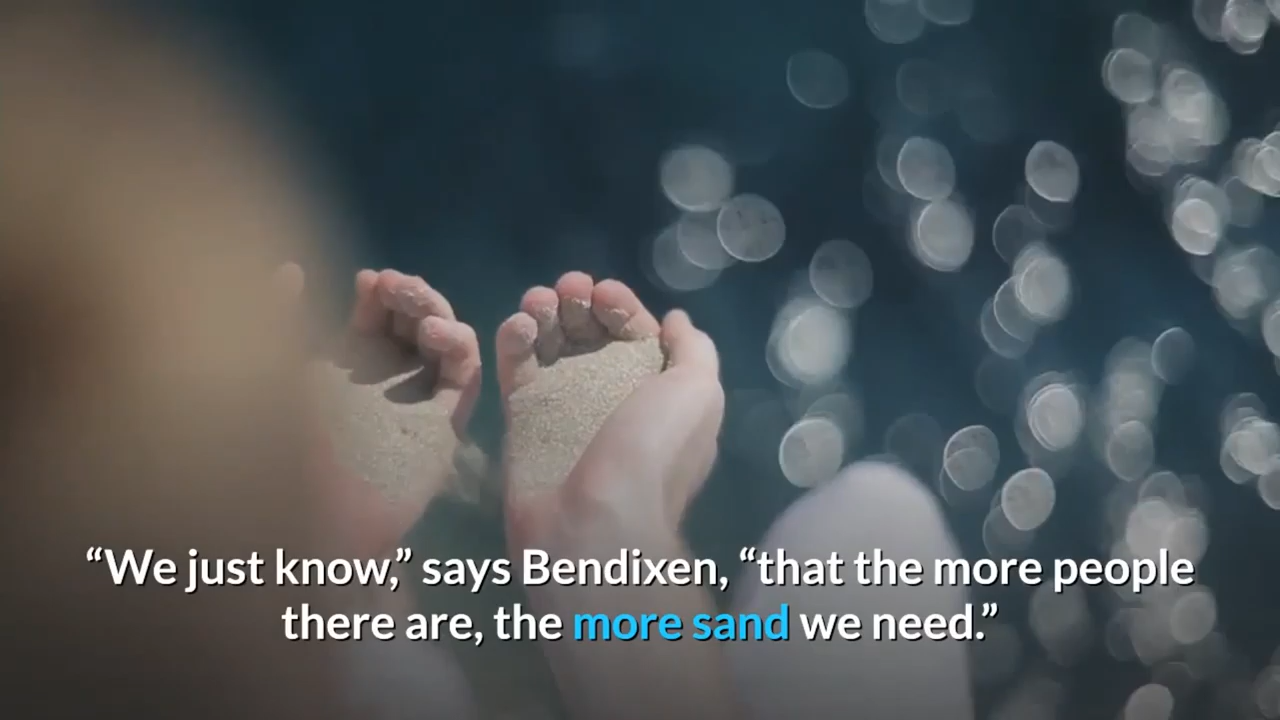 “We just know,” says Bendixen, “that the more people
there are, the more sand we need.”